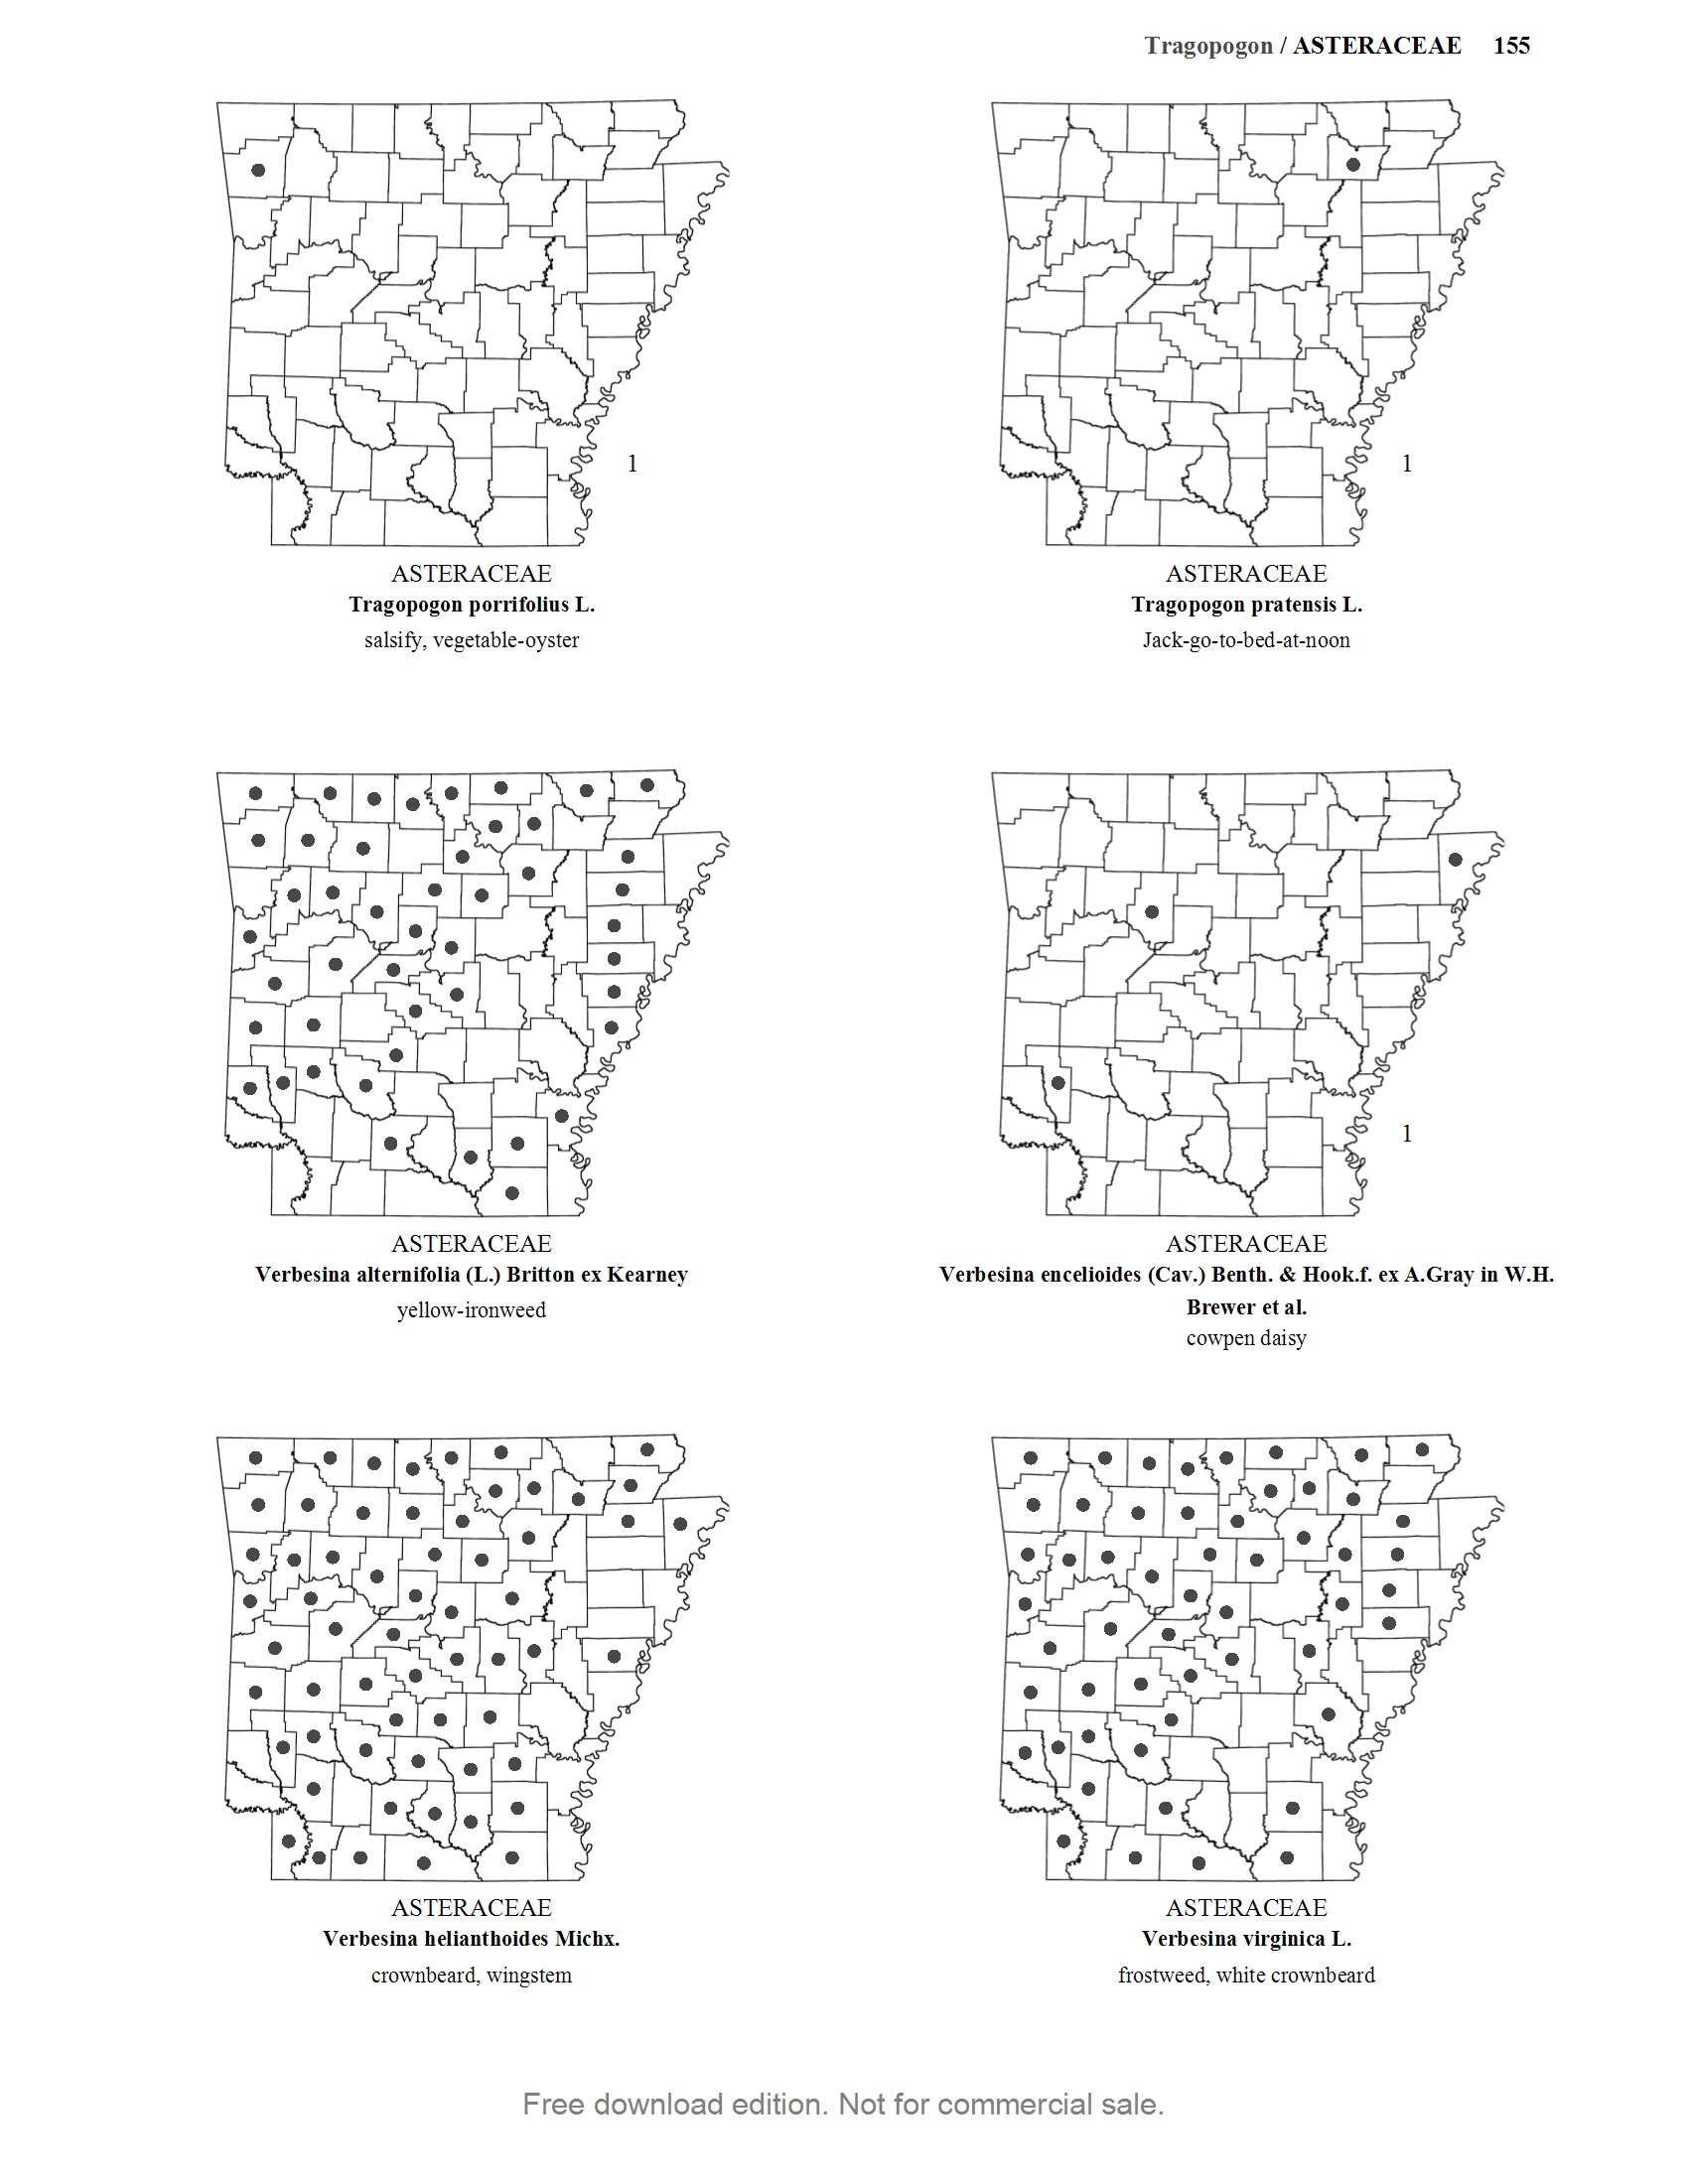 Tragopogon / ASTERACEAE 155
1
1
ASTERACEAE
Tragopogon porrifolius L.
salsify, vegetable-oyster
ASTERACEAE
Tragopogon pratensis L.
Jack-go-to-bed-at-noon
1
ASTERACEAE
Verbesina alternifolia (L.) Britton ex Kearney
yellow-ironweed
ASTERACEAE
Verbesina encelioides (Cav.) Benth. & Hook.f. ex A.Gray in W.H.
Brewer et al.
cowpen daisy
ASTERACEAE
Verbesina helianthoides Michx.
crownbeard, wingstem
ASTERACEAE
Verbesina virginica L.
frostweed, white crownbeard
Free download edition. Not for commercial sale.